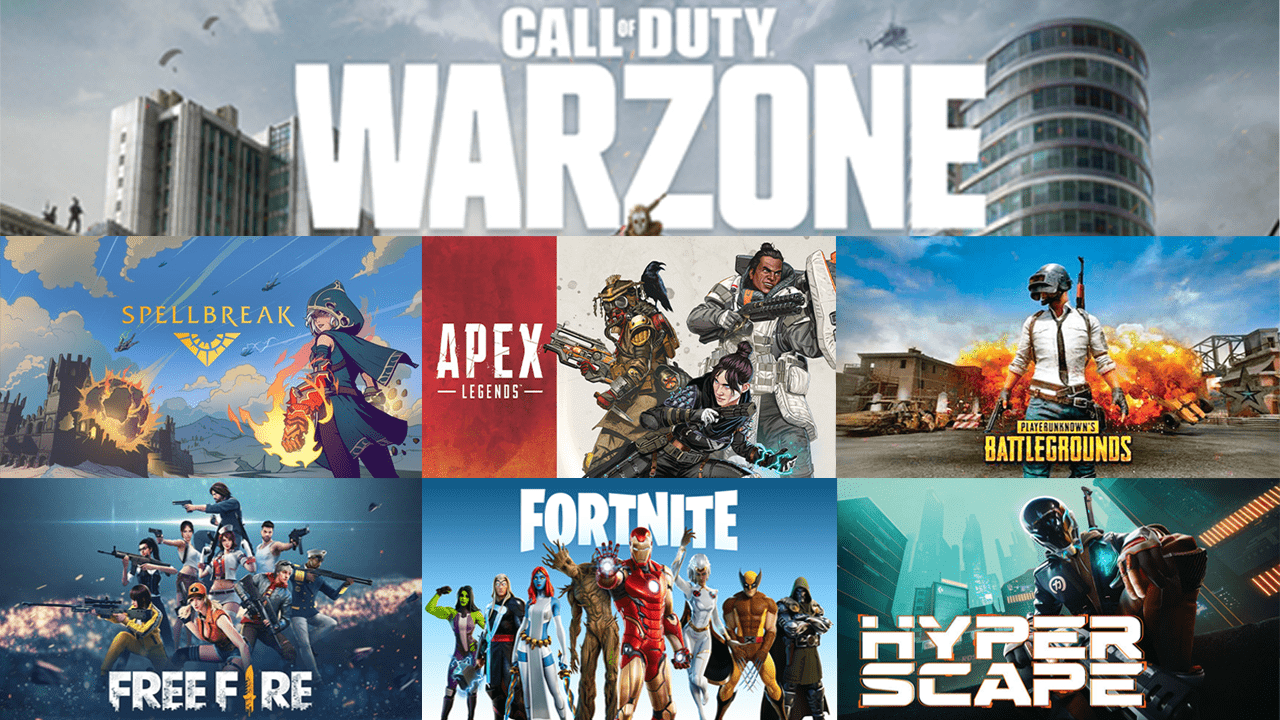 CALL OF DUTY
WARZONE
SPELLBREAK
APEX
LEGENDS
PLAYERUNKNOWN'S
BATTLEGROUNDS
FREE FIRE
FORTNITE
HYPER
SCAPE